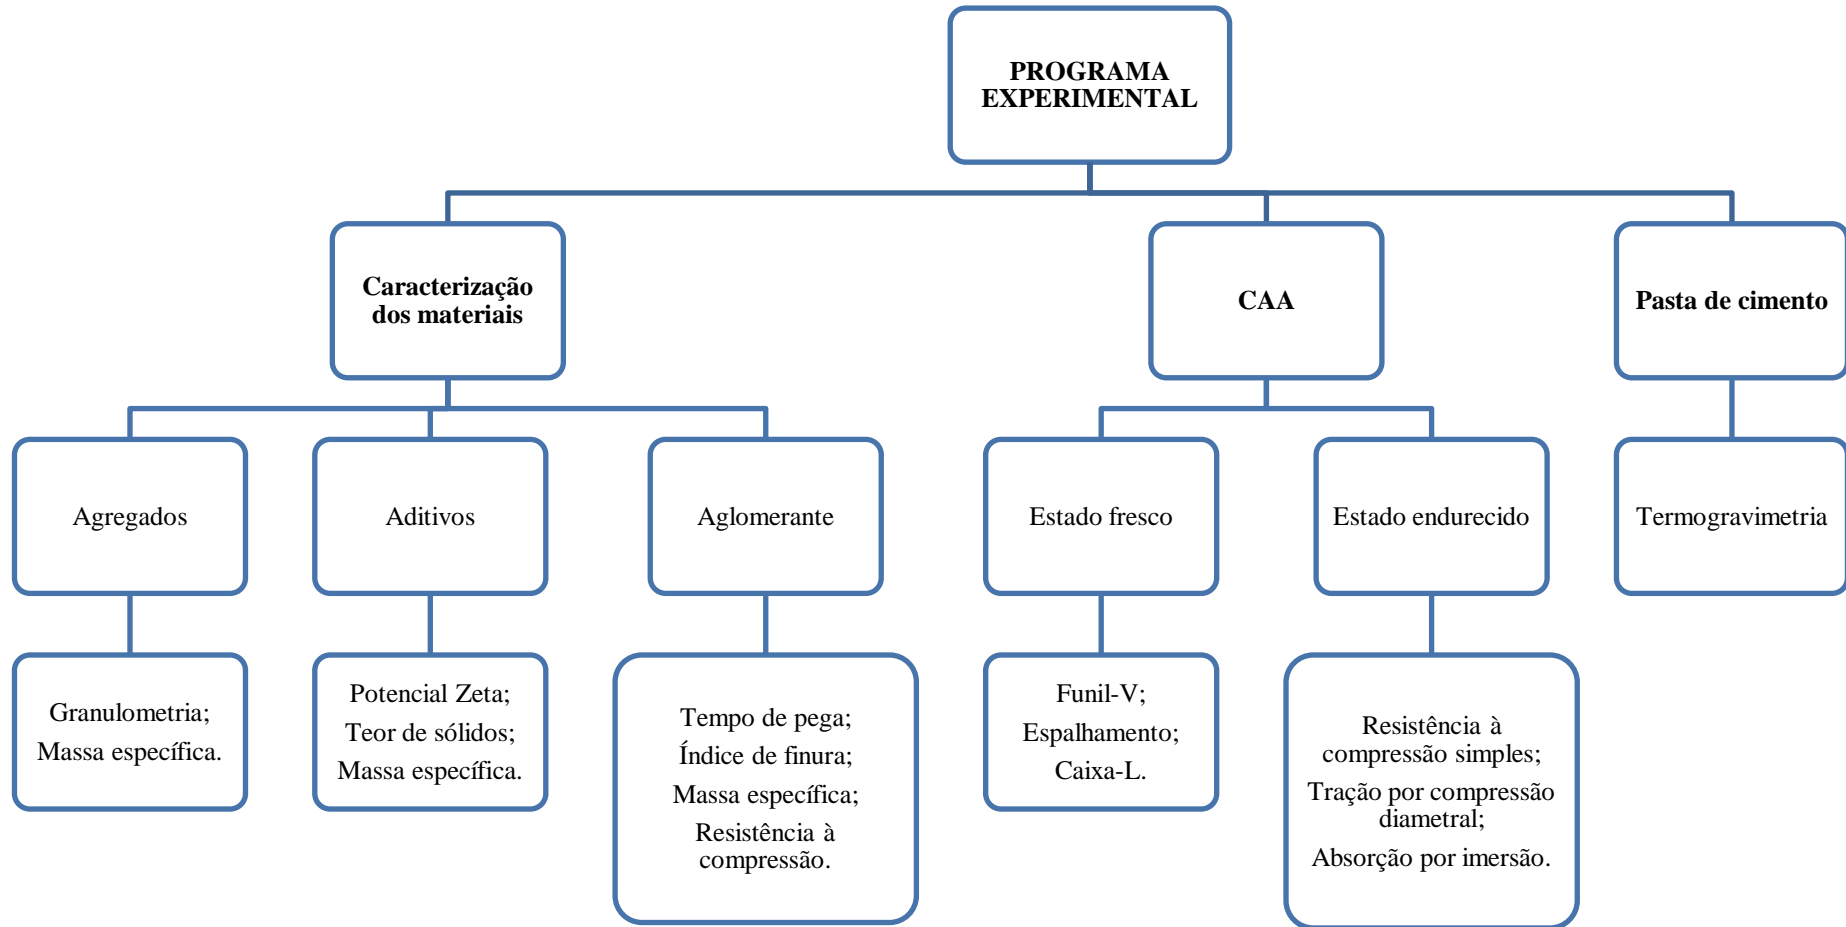 PROGRAMA
EXPERIMENTAL
Caracterização
dos materiais
CAA
Pasta de cimento
Agregados
Aditivos
Aglomerante
Estado fresco
Estado endurecido
Termogravimetria
Granulometria;
Massa específica.
Potencial Zeta;
Teor de sólidos;
Massa específica.
Tempo de pega;
Índice de finura;
Massa específica;
Resistência à
compressão.
Funil-V;
Espalhamento;
Caixa-L.
Resistência à
compressão simples;
Tração por compressão
diametral;
Absorção por imersão.